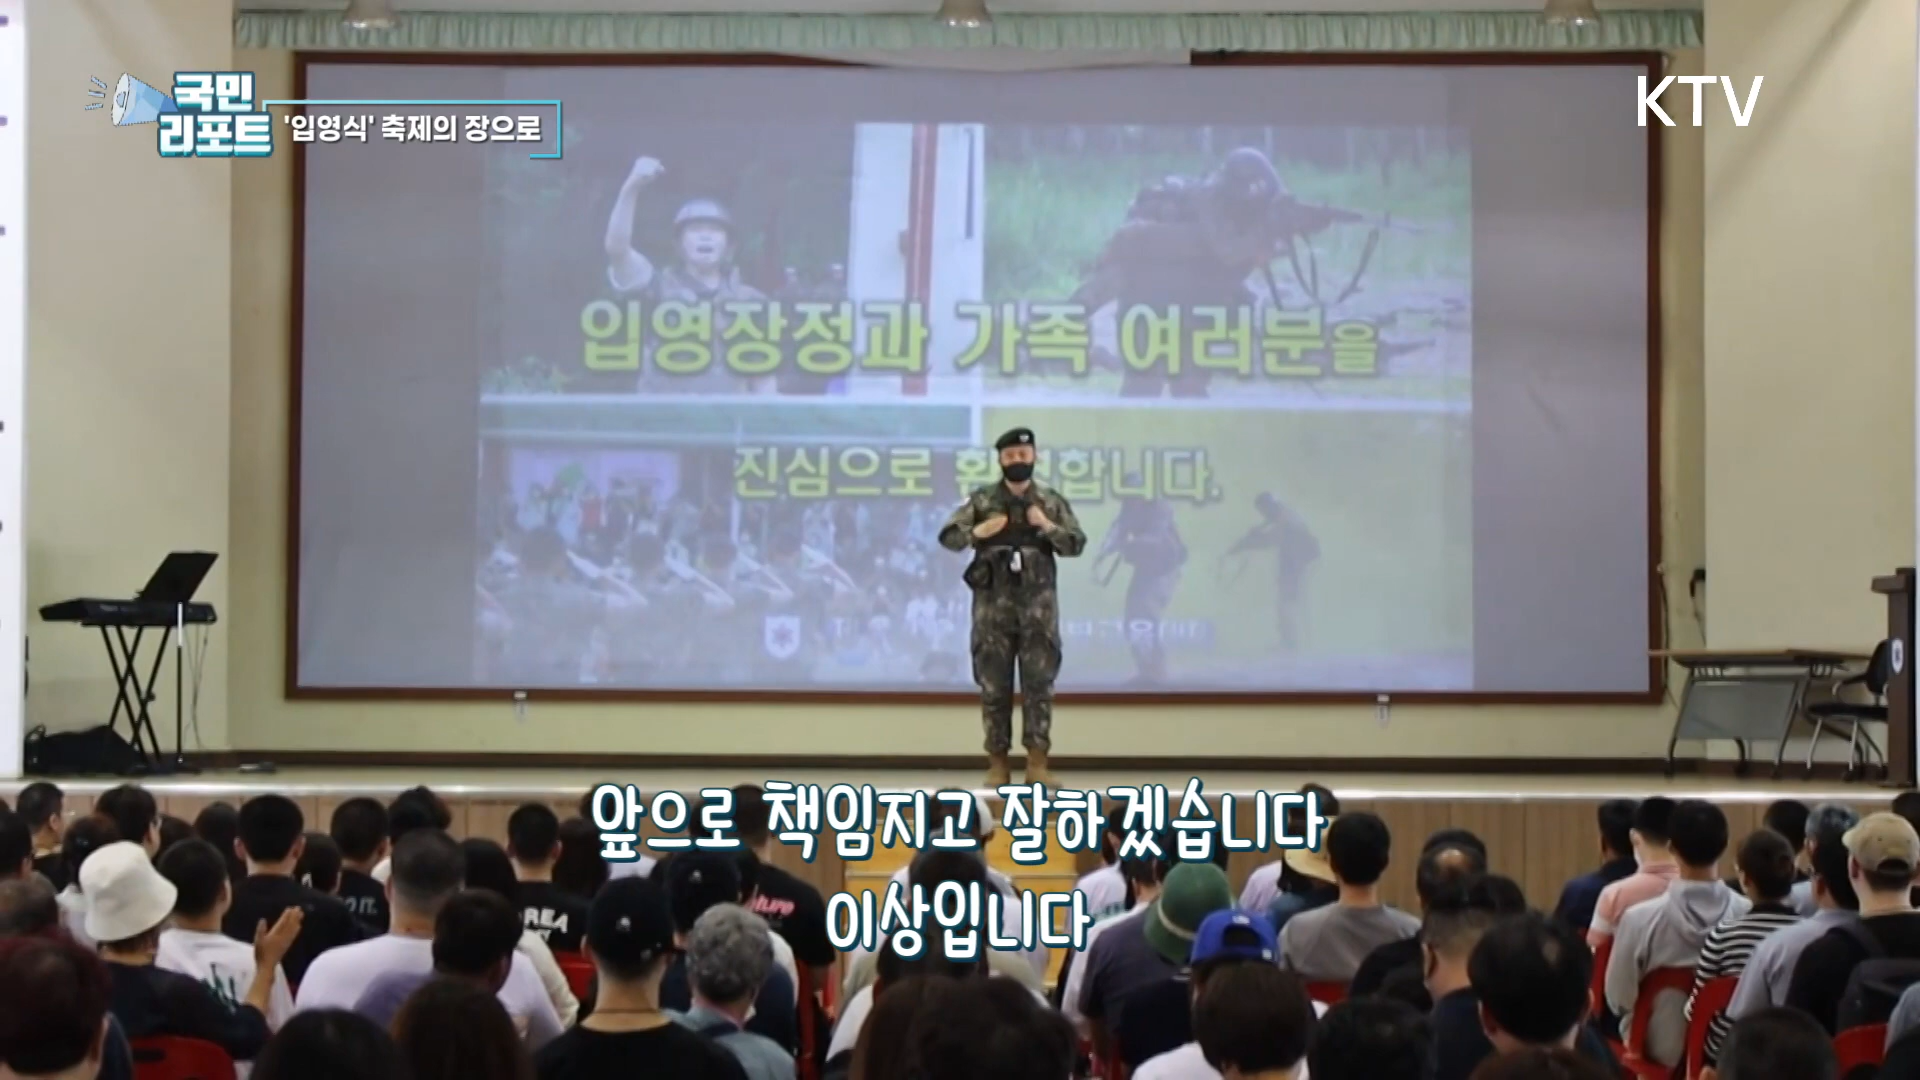 국민
리포트
'입영식' 축제의 장으로
KTV
입영장정과 가족 여러분을
진심으로 환영합니다.
앞으로 책임지고 잘하겠습니다
이상입니다